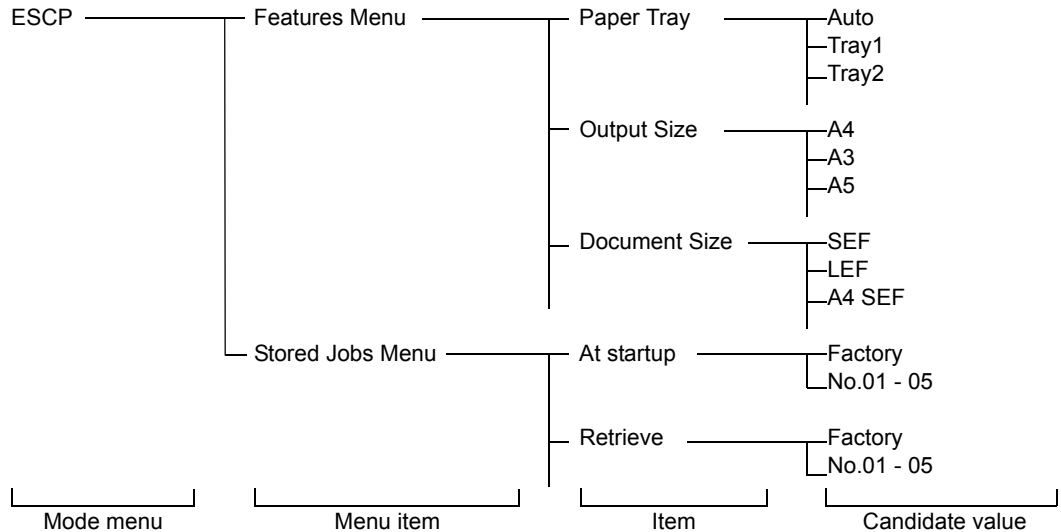 ESCP Features Menu Paper Tray Auto
Tray1
Tray2
Output Size A4
A3
A5
Document Size SEF
LEF
A4 SEF
Stored Jobs Menu At startup Factory
No.01 - 05
Retrieve Factory
No.01 - 05
Mode menu Menu item Item Candidate value